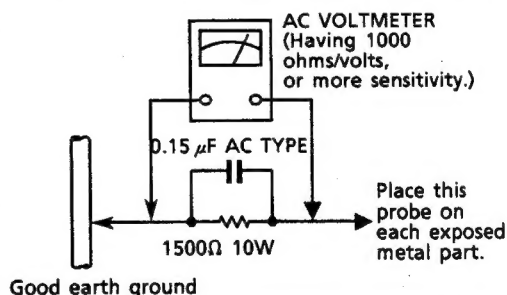 AC VOLTMETER
(Having 1000
ohms/volts,
or more sensitivity.)
0.15 μF AC TYPE
Place this
probe on
each exposed
metal part.
1500Ω 10W
Good earth ground